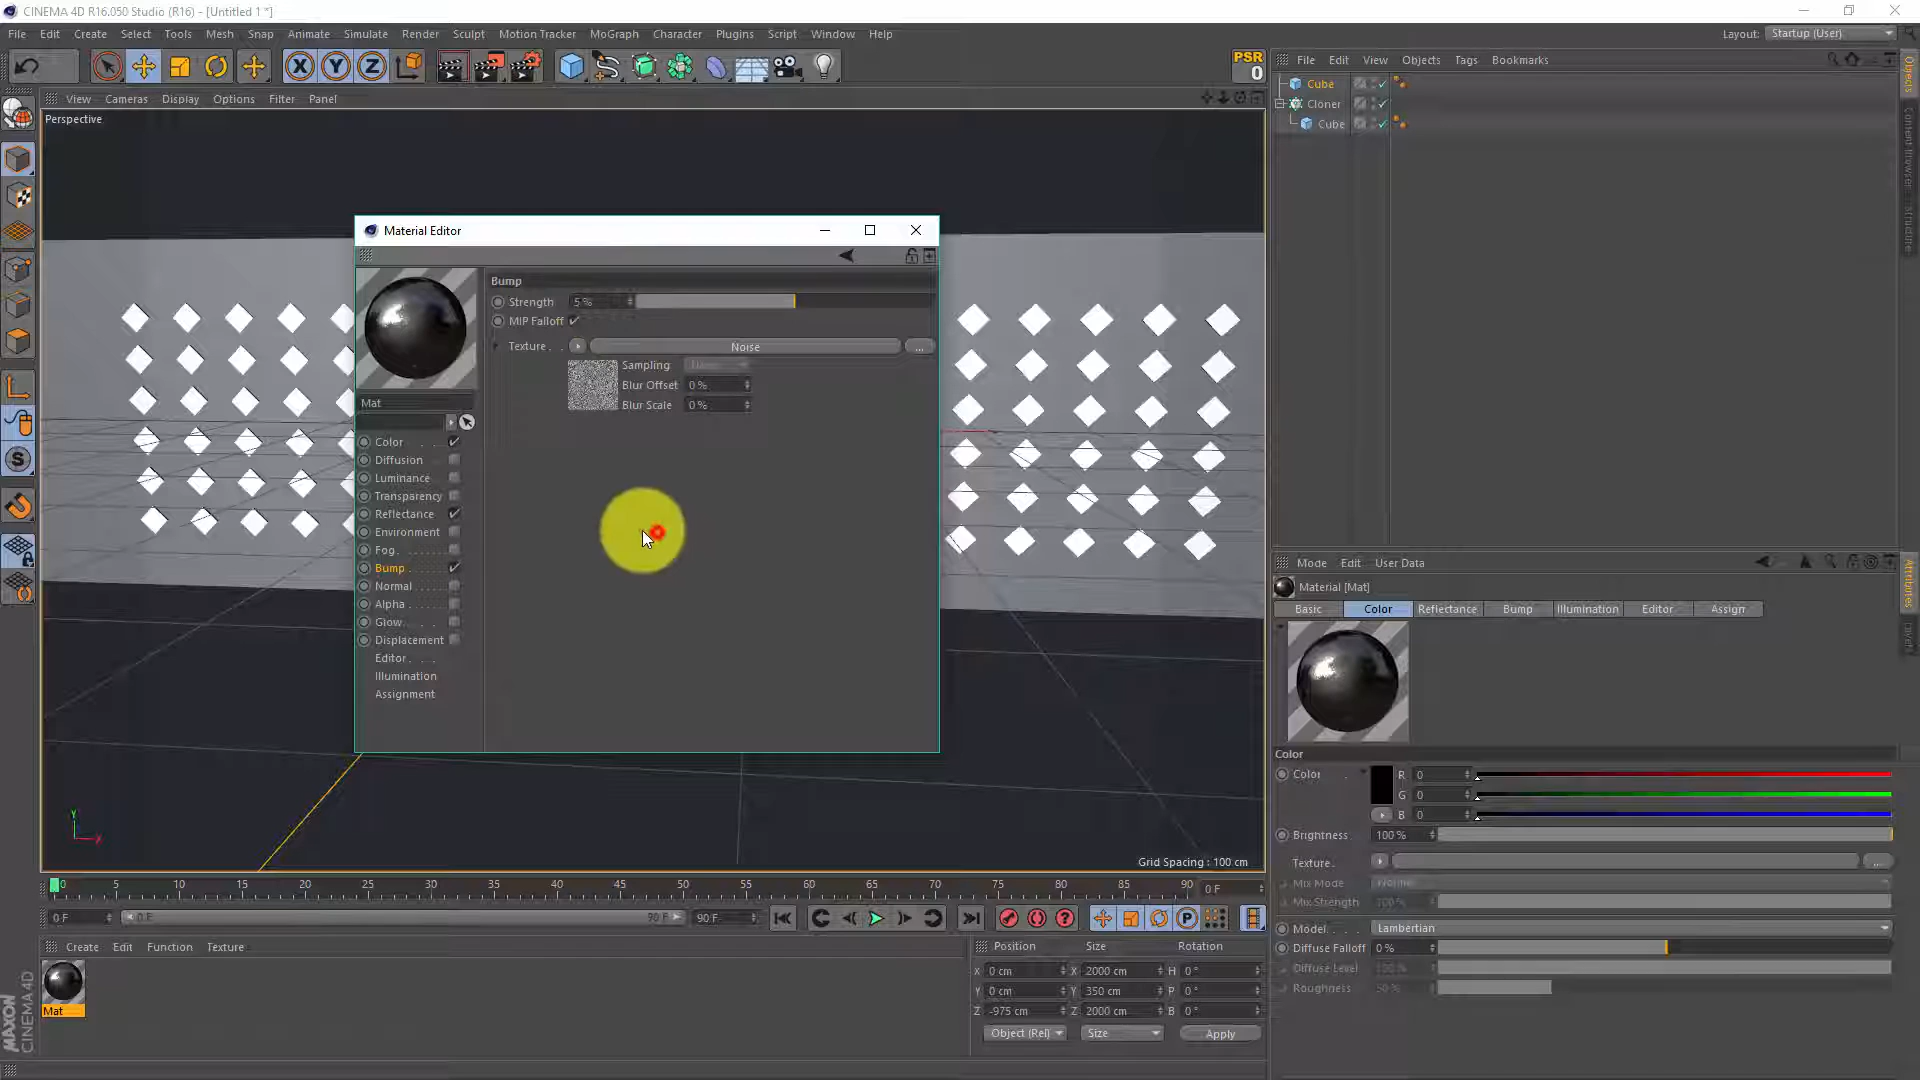 CINEMA 4D R16.050 Studio (R16) - [Untitled 1 *]
File Edit Create Select Tools Mesh Snap Animate Simulate Render Sculpt Motion Tracker MoGraph Character Plugins Script Window Help
Layout: Startup (User)
PSR
0
File Edit View Objects Tags Bookmarks
View Cameras Display Options Filter Panel
Perspective
Cube
Cloner
Cube
Objects
Content Browser
Structure
Material Editor
Bump
Strength 5 %
MIP Falloff
Texture . . Noise ...
Sampling
Blur Offset 0 %
Blur Scale 0 %
Mat
Color
Diffusion
Luminance
Transparency
Reflectance
Environment
Fog
Bump
Normal
Alpha
Glow
Displacement
Editor
Illumination
Assignment
Mode Edit User Data
Material [Mat]
Basic Color Reflectance Bump Illumination Editor Assign
Attributes
Color
Color R 0
G 0
B 0
Brightness 100 %
Texture ...
Mix Mode Normal
Mix Strength 100 %
Model Lambertian
Diffuse Falloff 0 %
Diffuse Level 100 %
Roughness 50 %
Y
X
Grid Spacing : 100 cm
0 5 10 15 20 25 30 35 40 45 50 55 60 65 70 75 80 85 90 0 F
0 F 0 F 90 F 90 F
Create Edit Function Texture
Mat
Position Size Rotation
X 0 cm X 2000 cm H 0 °
Y 0 cm Y 350 cm P 0 °
Z -975 cm Z 2000 cm B 0 °
Object (Rel) Size Apply
MAXON
CINEMA 4D